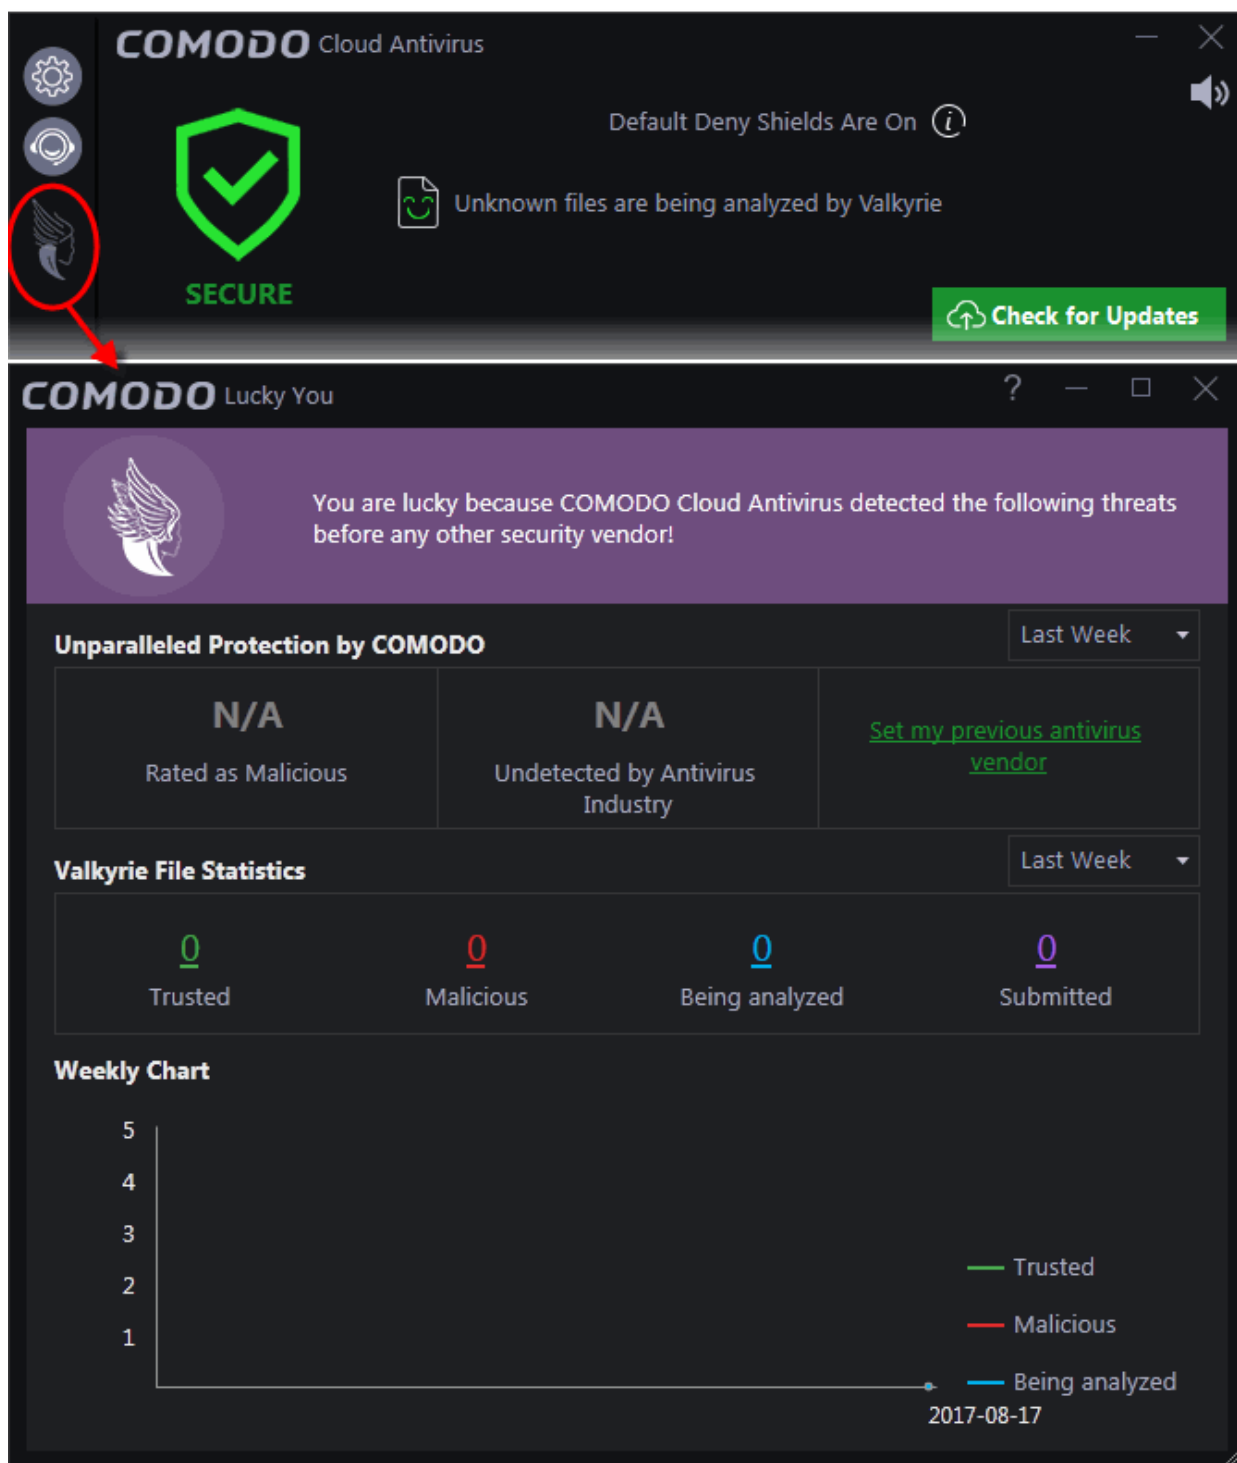 COMODO Cloud Antivirus
Default Deny Shields Are On
Unknown files are being analyzed by Valkyrie
SECURE
Check for Updates
COMODO Lucky You
?
You are lucky because COMODO Cloud Antivirus detected the following threats
before any other security vendor!
Unparalleled Protection by COMODO
Last Week
N/A
Rated as Malicious
N/A
Undetected by Antivirus
Industry
Set my previous antivirus
vendor
Valkyrie File Statistics
Last Week
0
Trusted
0
Malicious
0
Being analyzed
0
Submitted
Weekly Chart
5
4
3
2
1
Trusted
Malicious
Being analyzed
2017-08-17